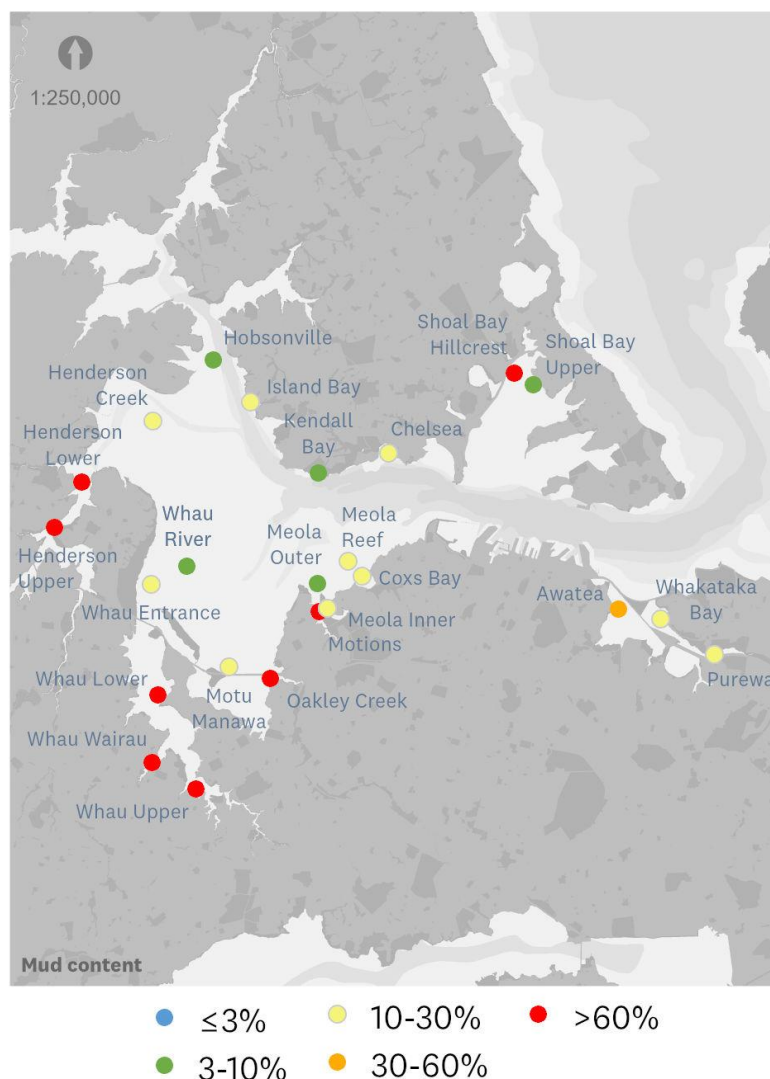 1:250,000
Hobsonville
Shoal Bay
Hillcrest
Shoal Bay
Upper
Henderson
Creek
Island Bay
Kendall
Bay
Chelsea
Henderson
Lower
Whau
River
Meola
Outer
Meola
Reef
Henderson
Upper
Coxs Bay
Awatea
Whakataka
Bay
Whau Entrance
Meola Inner
Motions
Purewa
Whau Lower
Motu
Manawa
Oakley Creek
Whau Wairau
Whau Upper
Mud content
≤3%
10-30%
>60%
3-10%
30-60%